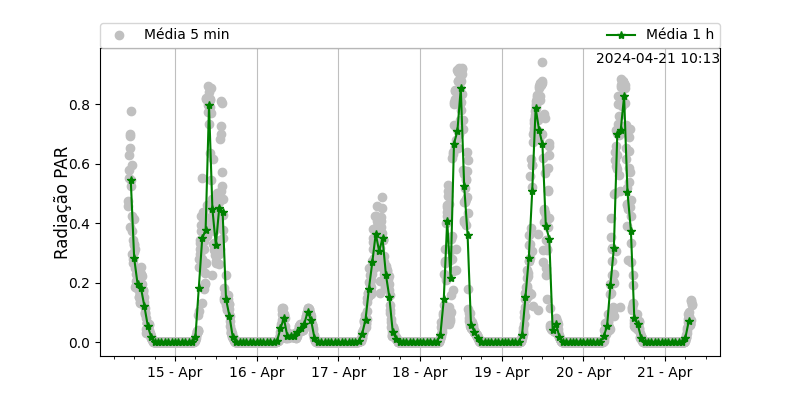 Média 5 min
Média 1 h
2024-04-21 10:13
Radiação PAR
0.8
0.6
0.4
0.2
0.0
15 - Apr
16 - Apr
17 - Apr
18 - Apr
19 - Apr
20 - Apr
21 - Apr